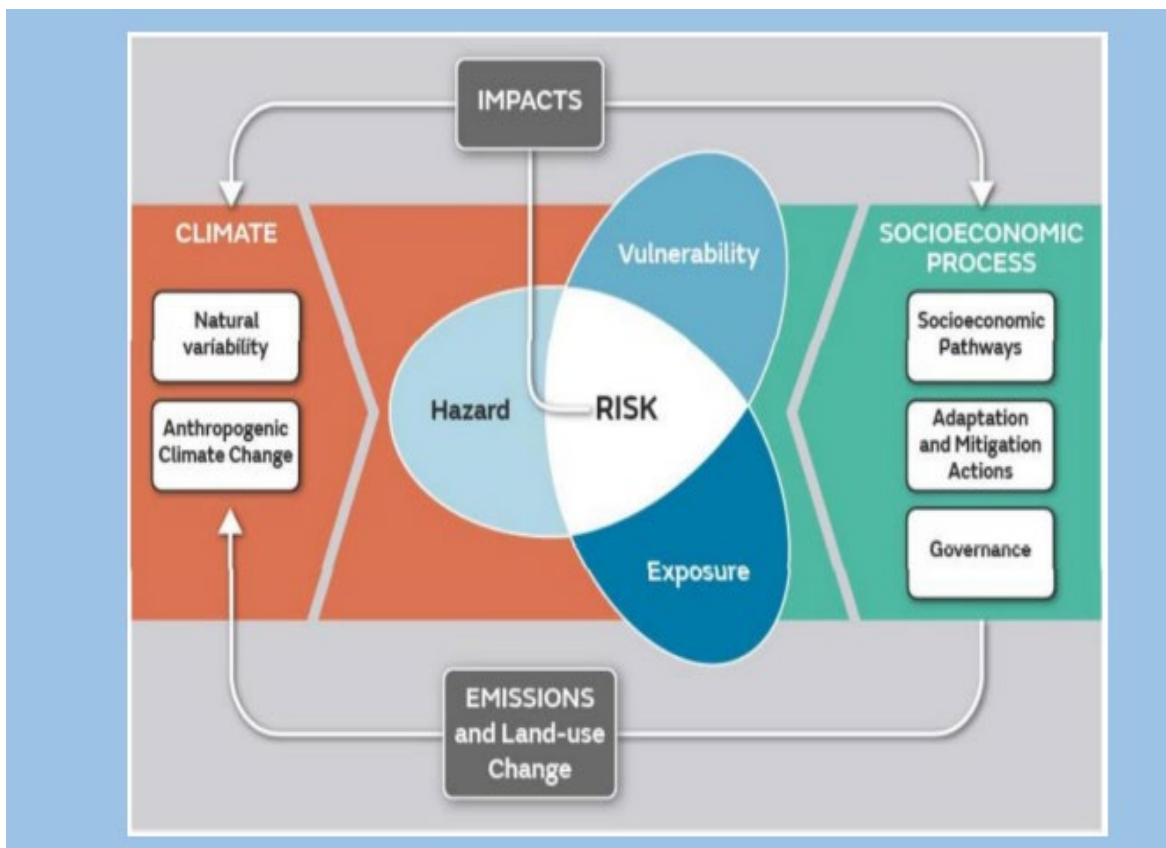 IMPACTS
CLIMATE
Natural
variability
Anthropogenic
Climate Change
Vulnerability
Hazard
RISK
Exposure
SOCIOECONOMIC
PROCESS
Socioeconomic
Pathways
Adaptation
and Mitigation
Actions
Governance
EMISSIONS
and Land-use
Change